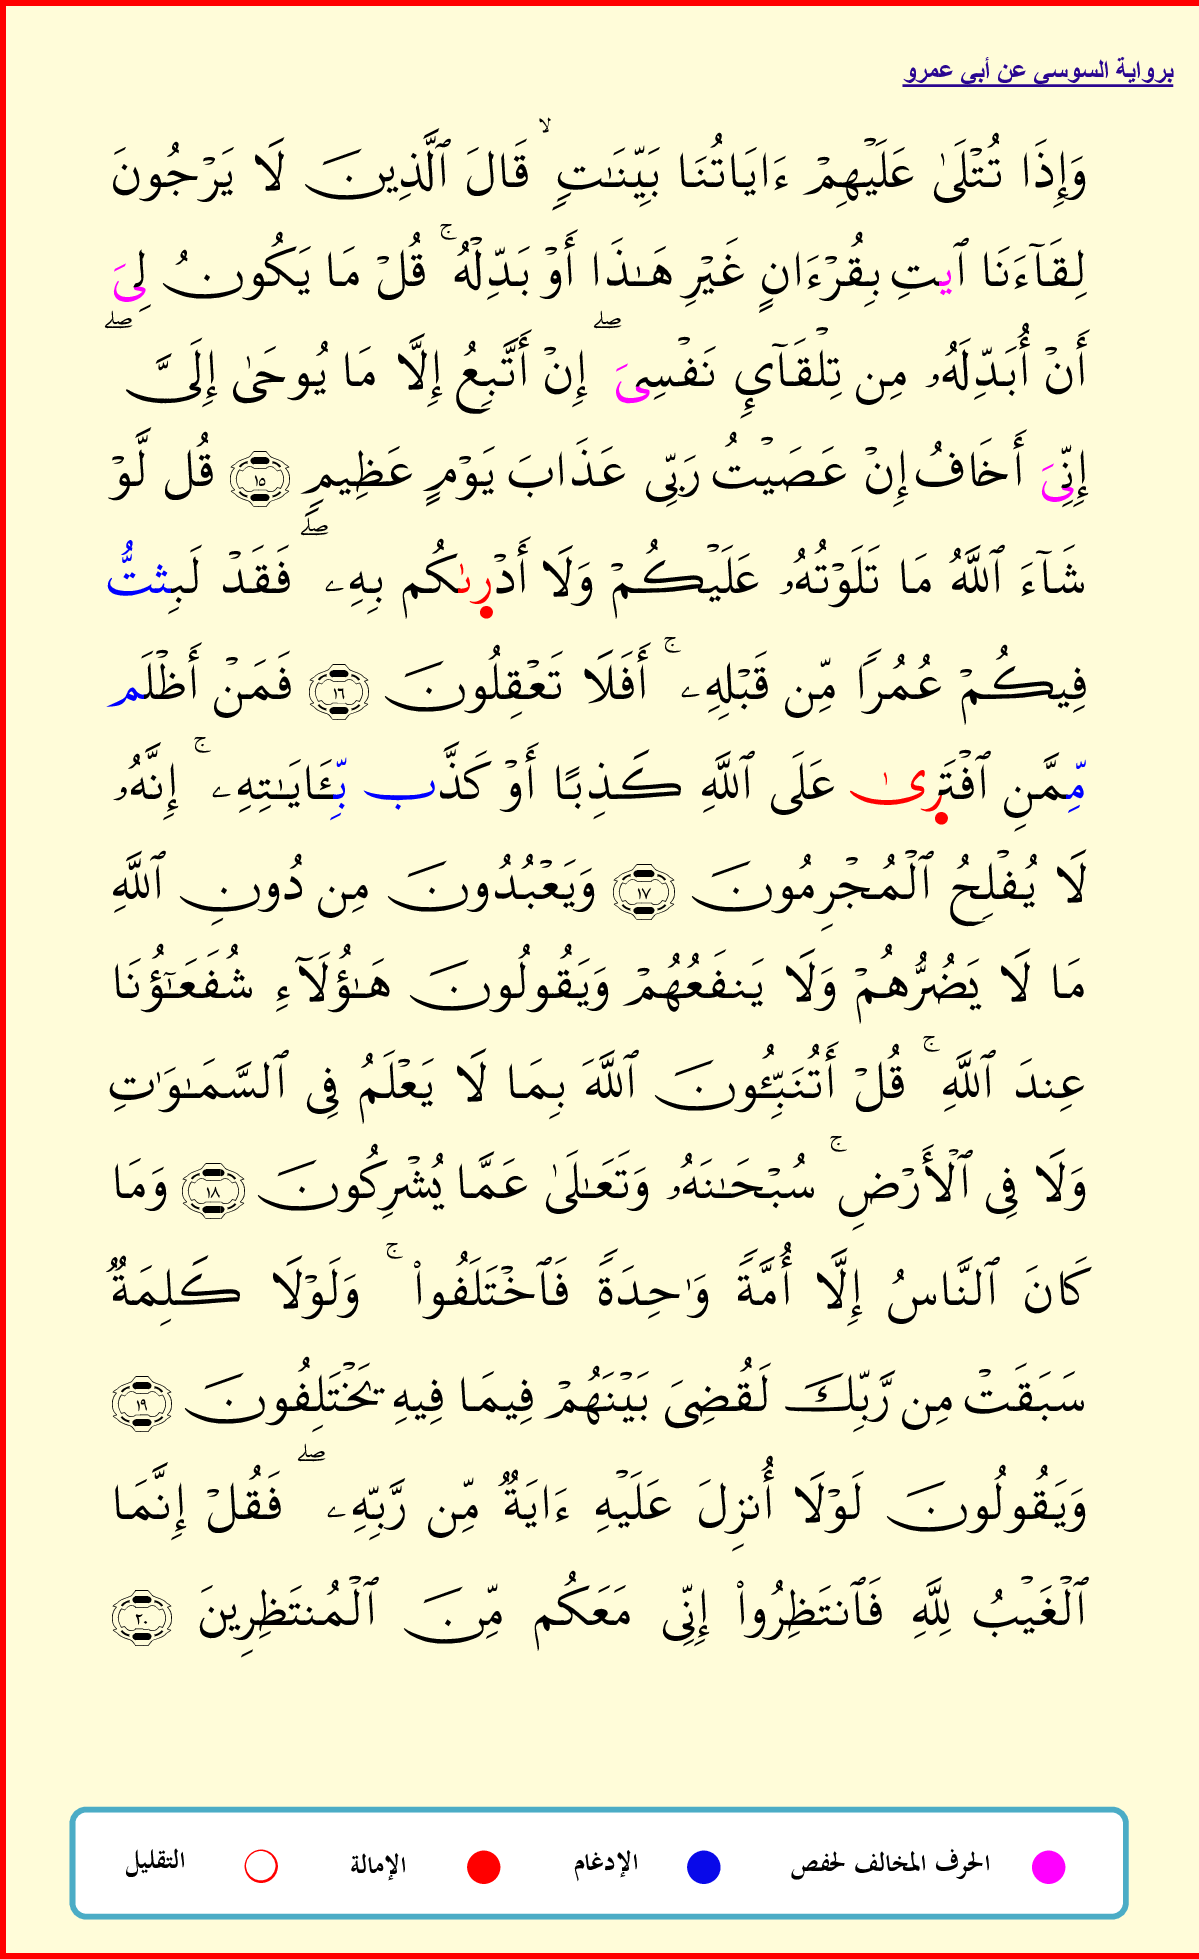 برواية السوسي عن أبي عمرو
وَإِذَا تُتْلَىٰ عَلَيْهِمْ ءَايَاتُنَا بَيِّنَٰتٍ ۙ قَالَ ٱلَّذِينَ لَا يَرْجُونَ
لِقَآءَنَا ٱيتِ بِقُرْءَانٍ غَيْرِ هَٰذَا أَوْ بَدِّلْهُ ۚ قُلْ مَا يَكُونُ لِىَ
أَنْ أُبَدِّلَهُۥ مِن تِلْقَآئِ نَفْسِىَ ۖ إِنْ أَتَّبِعُ إِلَّا مَا يُوحَىٰ إِلَىَّ ۖ
إِنِّىَ أَخَافُ إِنْ عَصَيْتُ رَبِّى عَذَابَ يَوْمٍ عَظِيمٍ ١٥ قُل لَّوْ
شَآءَ ٱللَّهُ مَا تَلَوْتُهُۥ عَلَيْكُمْ وَلَا أَدْرِىٰكُم بِهِۦ ۖ فَقَدْ لَبِثتُّ
فِيكُمْ عُمُرًا مِّن قَبْلِهِۦ ۚ أَفَلَا تَعْقِلُونَ ١٦ فَمَنْ أَظْلَم
مِّمَّنِ ٱفْتَرِىٰ عَلَى ٱللَّهِ كَذِبًا أَوْ كَذَّب بِّـَٔايَٰتِهِۦ ۚ إِنَّهُۥ
لَا يُفْلِحُ ٱلْمُجْرِمُونَ ١٧ وَيَعْبُدُونَ مِن دُونِ ٱللَّهِ
مَا لَا يَضُرُّهُمْ وَلَا يَنفَعُهُمْ وَيَقُولُونَ هَٰؤُلَآءِ شُفَعَٰٓؤُنَا
عِندَ ٱللَّهِ ۚ قُلْ أَتُنَبِّـُٔونَ ٱللَّهَ بِمَا لَا يَعْلَمُ فِى ٱلسَّمَٰوَٰتِ
وَلَا فِى ٱلْأَرْضِ ۚ سُبْحَٰنَهُۥ وَتَعَٰلَىٰ عَمَّا يُشْرِكُونَ ١٨ وَمَا
كَانَ ٱلنَّاسُ إِلَّا أُمَّةً وَٰحِدَةً فَٱخْتَلَفُوا۟ ۚ وَلَوْلَا كَلِمَةٌ
سَبَقَتْ مِن رَّبِّكَ لَقُضِىَ بَيْنَهُمْ فِيمَا فِيهِ يَخْتَلِفُونَ ١٩
وَيَقُولُونَ لَوْلَا أُنزِلَ عَلَيْهِ ءَايَةٌ مِّن رَّبِّهِۦ ۖ فَقُلْ إِنَّمَا
ٱلْغَيْبُ لِلَّهِ فَٱنتَظِرُوا۟ إِنِّى مَعَكُم مِّنَ ٱلْمُنتَظِرِينَ ٢٠
الحرف المخالف لحفص الإدغام الإمالة التقليل